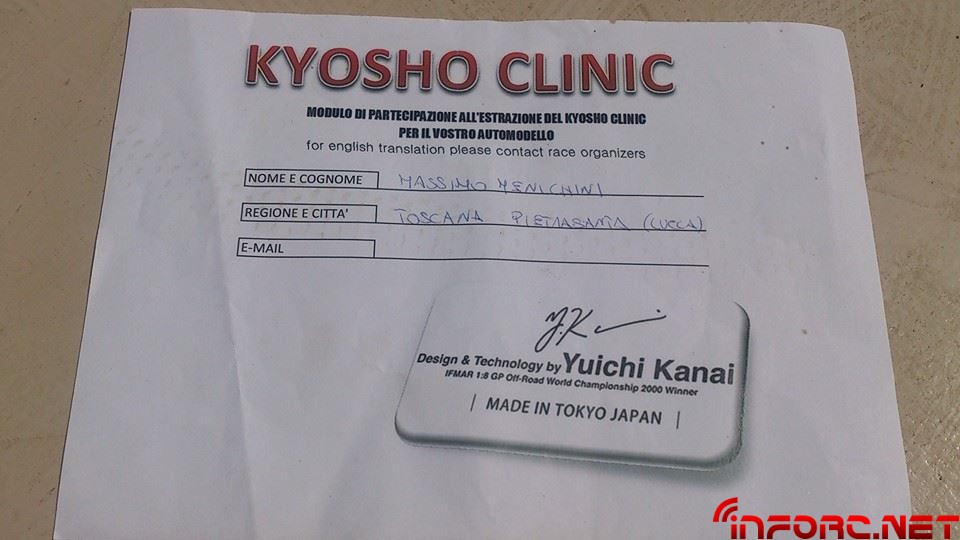 KYOSHO CLINIC
MODULO DI PARTECIPAZIONE ALL'ESTRAZIONE DEL KYOSHO CLINIC
PER IL VOSTRO AUTOMODELLO
for english translation please contact race organizers
NOME E COGNOME MASSIMO MENICHINI
REGIONE E CITTA' TOSCANA PIETRASANTA (LUCCA)
E-MAIL
Y.K
Design & Technology by Yuichi Kanai
IFMAR 1:8 GP Off-Road World Championship 2000 Winner
| MADE IN TOKYO JAPAN |
INFORC.NET